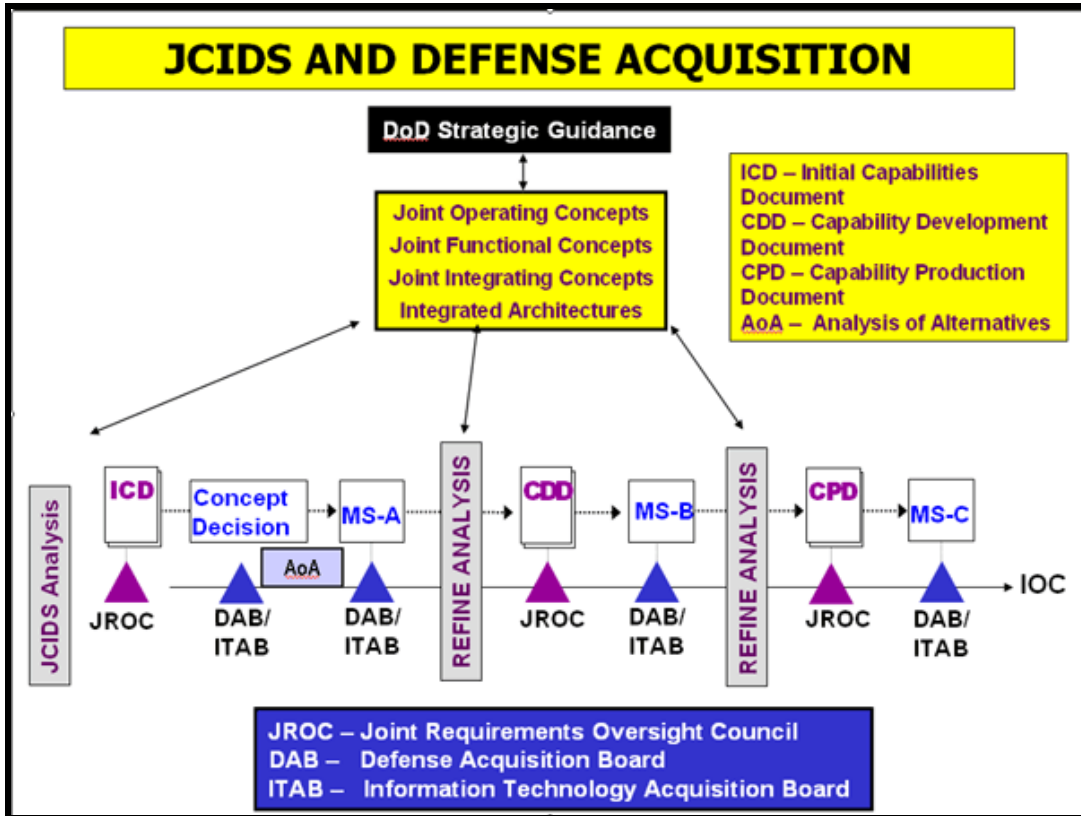 JCIDS AND DEFENSE ACQUISITION
DoD Strategic Guidance
Joint Operating Concepts
Joint Functional Concepts
Joint Integrating Concepts
Integrated Architectures
ICD – Initial Capabilities
Document
CDD – Capability Development
Document
CPD – Capability Production
Document
AoA – Analysis of Alternatives
JCIDS Analysis
ICD
Concept
Decision
MS-A
REFINE ANALYSIS
CDD
MS-B
REFINE ANALYSIS
CPD
MS-C
AoA
IOC
JROC
DAB/
ITAB
DAB/
ITAB
JROC
DAB/
ITAB
JROC
DAB/
ITAB
JROC – Joint Requirements Oversight Council
DAB – Defense Acquisition Board
ITAB – Information Technology Acquisition Board